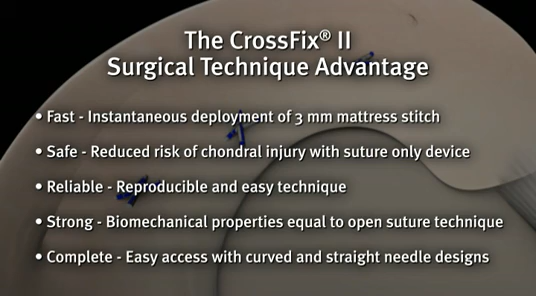 The CrossFix® II
Surgical Technique Advantage
• Fast - Instantaneous deployment of 3 mm mattress stitch
• Safe - Reduced risk of chondral injury with suture only device
• Reliable - Reproducible and easy technique
• Strong - Biomechanical properties equal to open suture technique
• Complete - Easy access with curved and straight needle designs